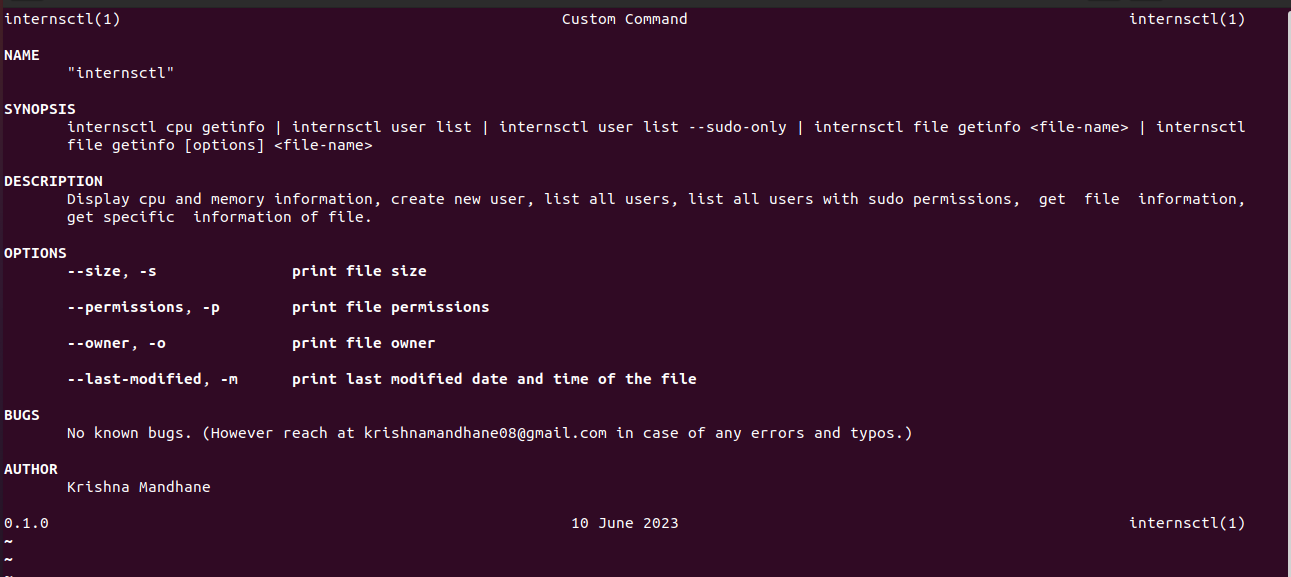 internsctl(1) Custom Command internsctl(1)
NAME
"internsctl"
SYNOPSIS
internsctl cpu getinfo | internsctl user list | internsctl user list --sudo-only | internsctl file getinfo <file-name> | internsctl
file getinfo [options] <file-name>
DESCRIPTION
Display cpu and memory information, create new user, list all users, list all users with sudo permissions,  get  file  information,
get specific  information of file.
OPTIONS
--size, -s print file size
--permissions, -p print file permissions
--owner, -o print file owner
--last-modified, -m print last modified date and time of the file
BUGS
No known bugs. (However reach at krishnamandhane08@gmail.com in case of any errors and typos.)
AUTHOR
Krishna Mandhane
0.1.0 10 June 2023 internsctl(1)
~
~
~